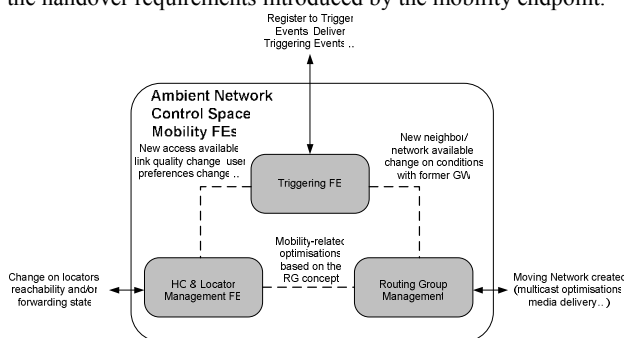 the handover requirements introduced by the mobility endpoint.
Register to Trigger
Events Deliver
Triggering Events ..
Ambient Network
Control Space
Mobility FEs
New access available
link quality change user
preferences change ..
New neighbor/
network available
change on conditions
with former GW
Triggering FE
Mobility-related
optimisations
based on the
RG concept
Change on locators
reachability and/or
forwarding state
HC & Locator
Management FE
Routing Group
Management
Moving Network created
(multicast optimisations
media delivery..)